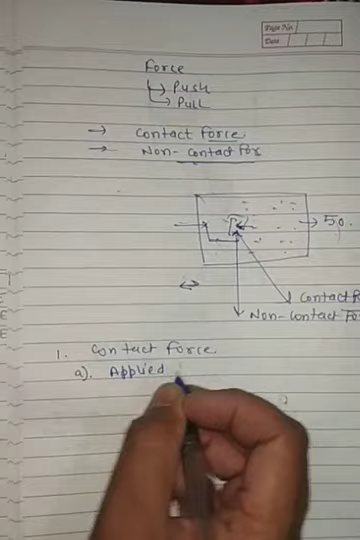 Page No.
Date
Force
→ Push
→ Pull
→ Contact Force
→ Non-Contact For
→ 50.
Contact F
Non-Contact For
1. Contact Force
a). Applied